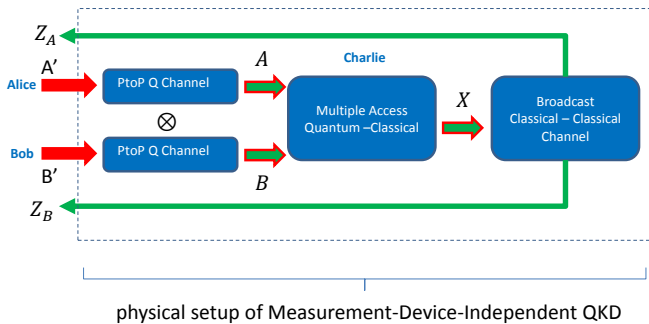 Z_A
A'
Alice
PtoP Q Channel
A
Charlie
⊗
Multiple Access
Quantum –Classical
X
Broadcast
Classical – Classical
Channel
Bob
PtoP Q Channel
B'
B
Z_B
physical setup of Measurement-Device-Independent QKD